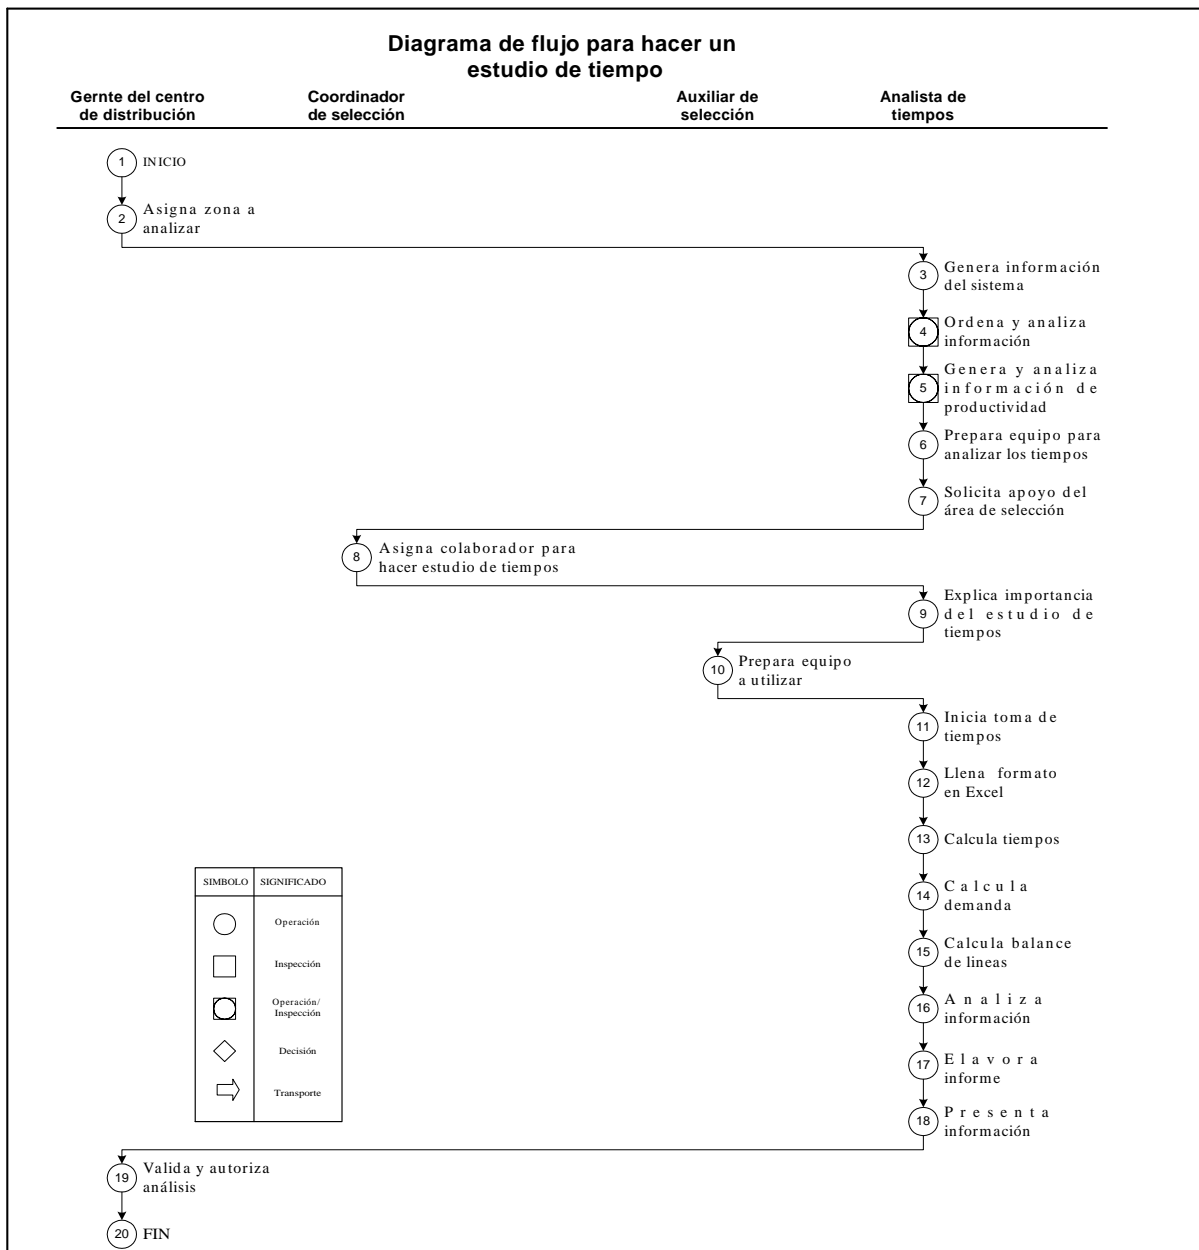 Diagrama de flujo para hacer un
estudio de tiempo
Gernte del centro
de distribución
Coordinador
de selección
Auxiliar de
selección
Analista de
tiempos
1 INICIO
2 Asigna zona a
analizar
3 Genera información
del sistema
4 Ordena y analiza
información
5 Genera y analiza
información de
productividad
6 Prepara equipo para
analizar los tiempos
7 Solicita apoyo del
área de selección
8 Asigna colaborador para
hacer estudio de tiempos
9 Explica importancia
del estudio de
tiempos
10 Prepara equipo
a utilizar
11 Inicia toma de
tiempos
12 Llena formato
en Excel
13 Calcula tiempos
14 Calcula
demanda
15 Calcula balance
de lineas
16 Analiza
información
17 Elavora
informe
18 Presenta
información
19 Valida y autoriza
análisis
20 FIN
SIMBOLO SIGNIFICADO
Operación
Inspección
Operación/
Inspección
Decisión
Transporte